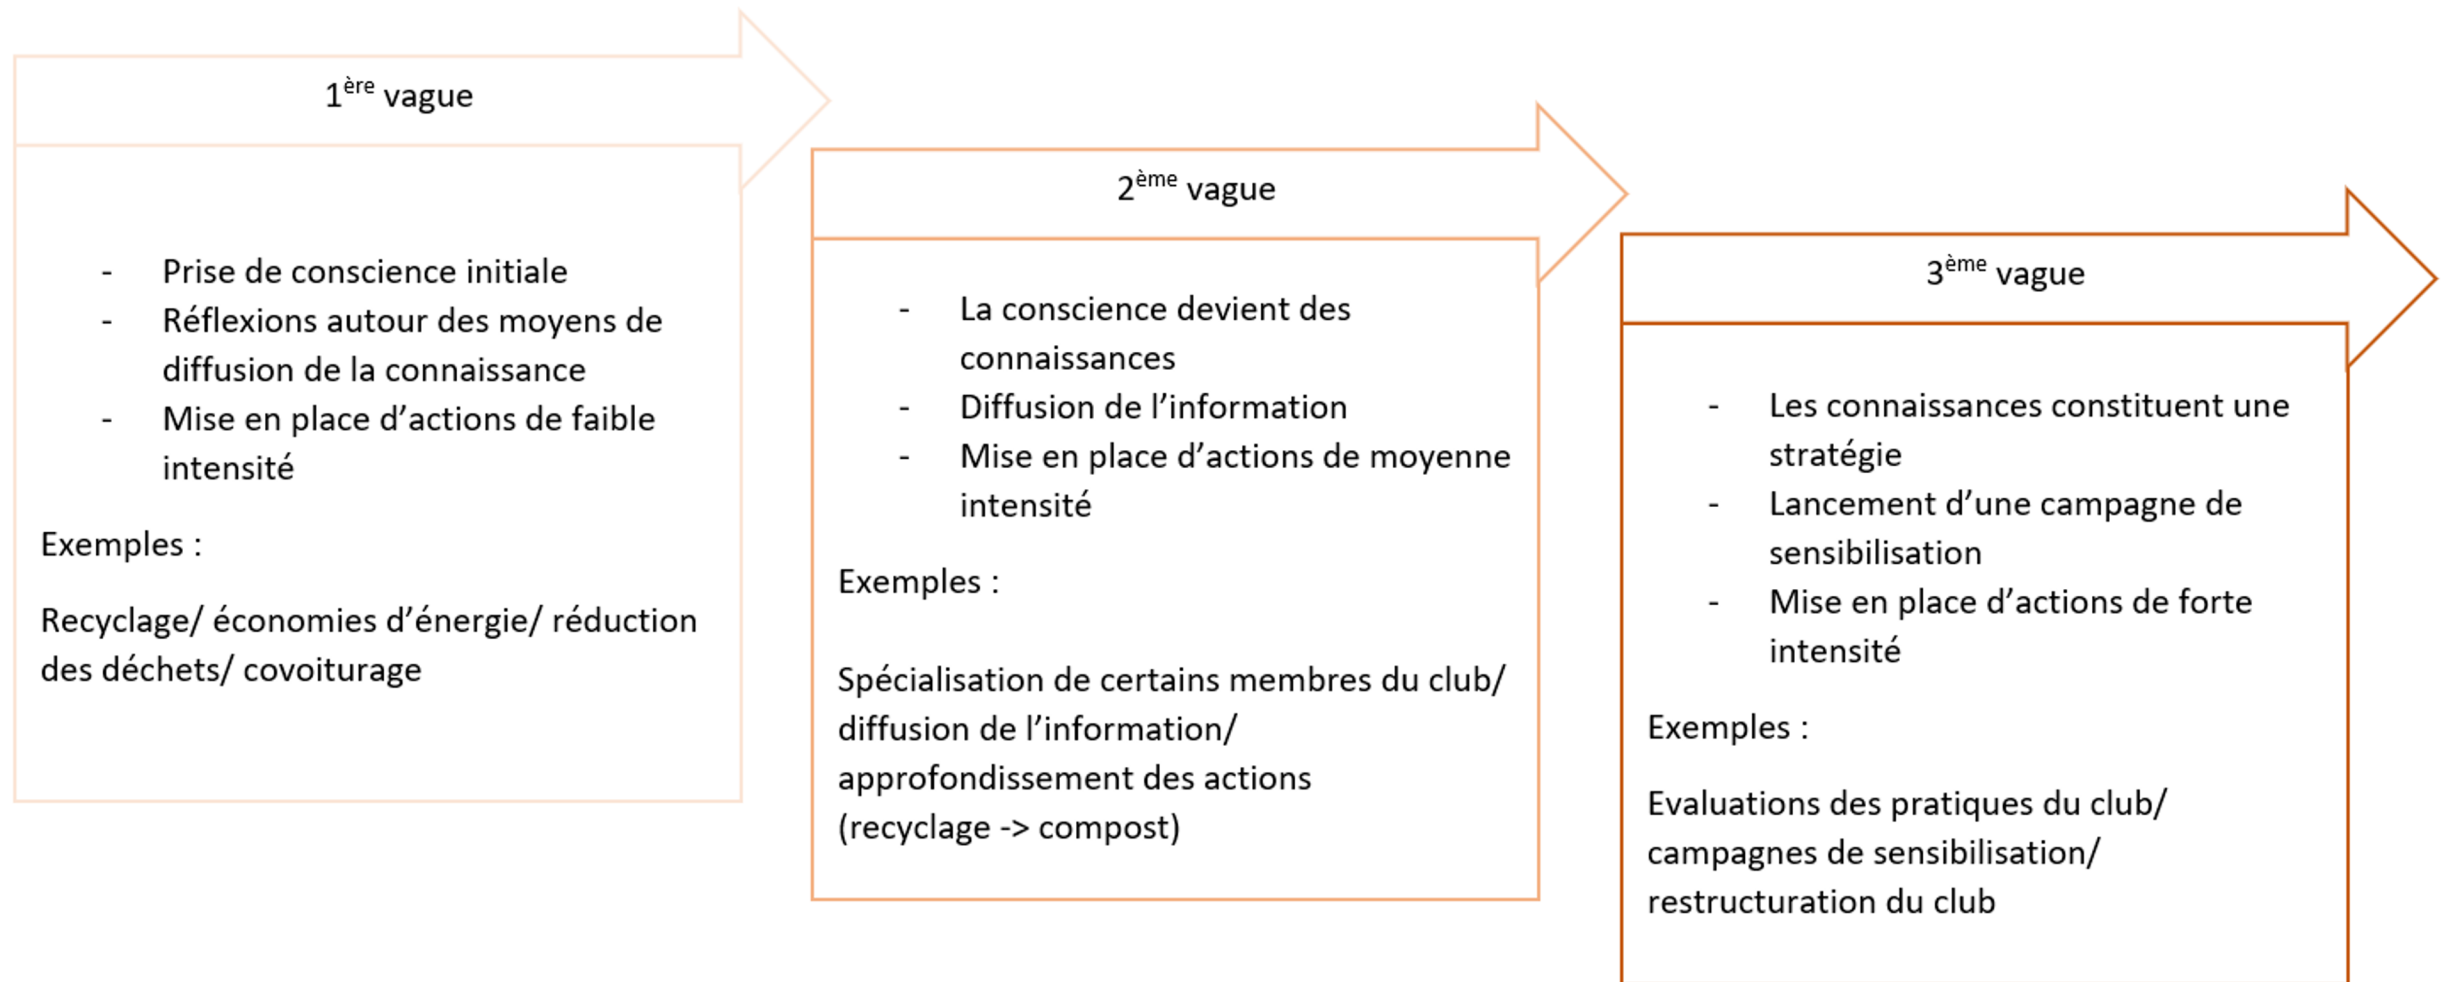 1ère vague
- Prise de conscience initiale
- Réflexions autour des moyens de
diffusion de la connaissance
- Mise en place d’actions de faible
intensité
Exemples :
Recyclage/ économies d’énergie/ réduction
des déchets/ covoiturage
2ème vague
- La conscience devient des
connaissances
- Diffusion de l’information
- Mise en place d’actions de moyenne
intensité
Exemples :
Spécialisation de certains membres du club/
diffusion de l’information/
approfondissement des actions
(recyclage -> compost)
3ème vague
- Les connaissances constituent une
stratégie
- Lancement d’une campagne de
sensibilisation
- Mise en place d’actions de forte
intensité
Exemples :
Evaluations des pratiques du club/
campagnes de sensibilisation/
restructuration du club